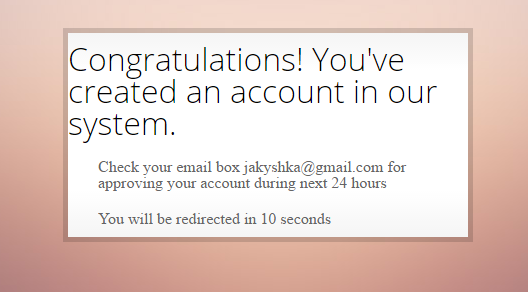 Congratulations! You've
created an account in our
system.
Check your email box jakyshka@gmail.com for
approving your account during next 24 hours
You will be redirected in 10 seconds